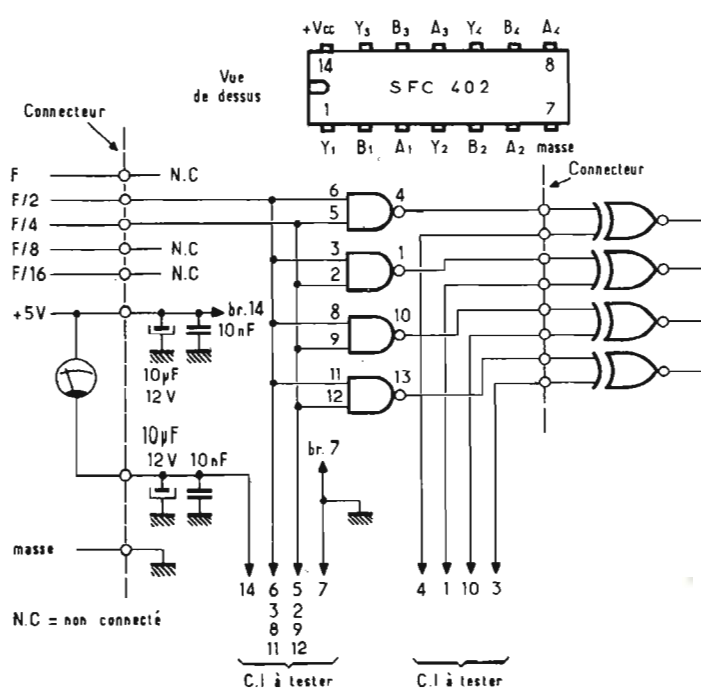 +Vcc Y3 B3 A3 Y4 B4 A4
14 8
Vue
de dessus
SFC 402
1 7
Y1 B1 A1 Y2 B2 A2 masse
Connecteur
Connecteur
F N.C
F/2
F/4
F/8 N.C
F/16 N.C
+5V
br.14
10nF
10µF
12V
6 4
5
3 1
2
8 10
9
11 13
12
10µF
12V 10nF
br.7
masse
14 6 5 7 4 1 10 3
3 2
8 9
11 12
N.C = non connecté
C.I à tester C.I à tester